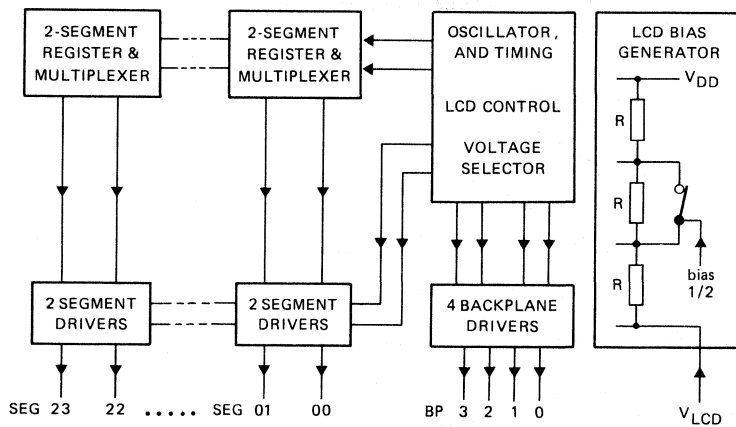 2-SEGMENT
REGISTER &
MULTIPLEXER
2-SEGMENT
REGISTER &
MULTIPLEXER
OSCILLATOR,
AND TIMING
LCD CONTROL
VOLTAGE
SELECTOR
LCD BIAS
GENERATOR
VDD
R
R
R
bias
1/2
VLCD
2 SEGMENT
DRIVERS
2 SEGMENT
DRIVERS
4 BACKPLANE
DRIVERS
SEG 23 22 ..... SEG 01 00 BP 3 2 1 0